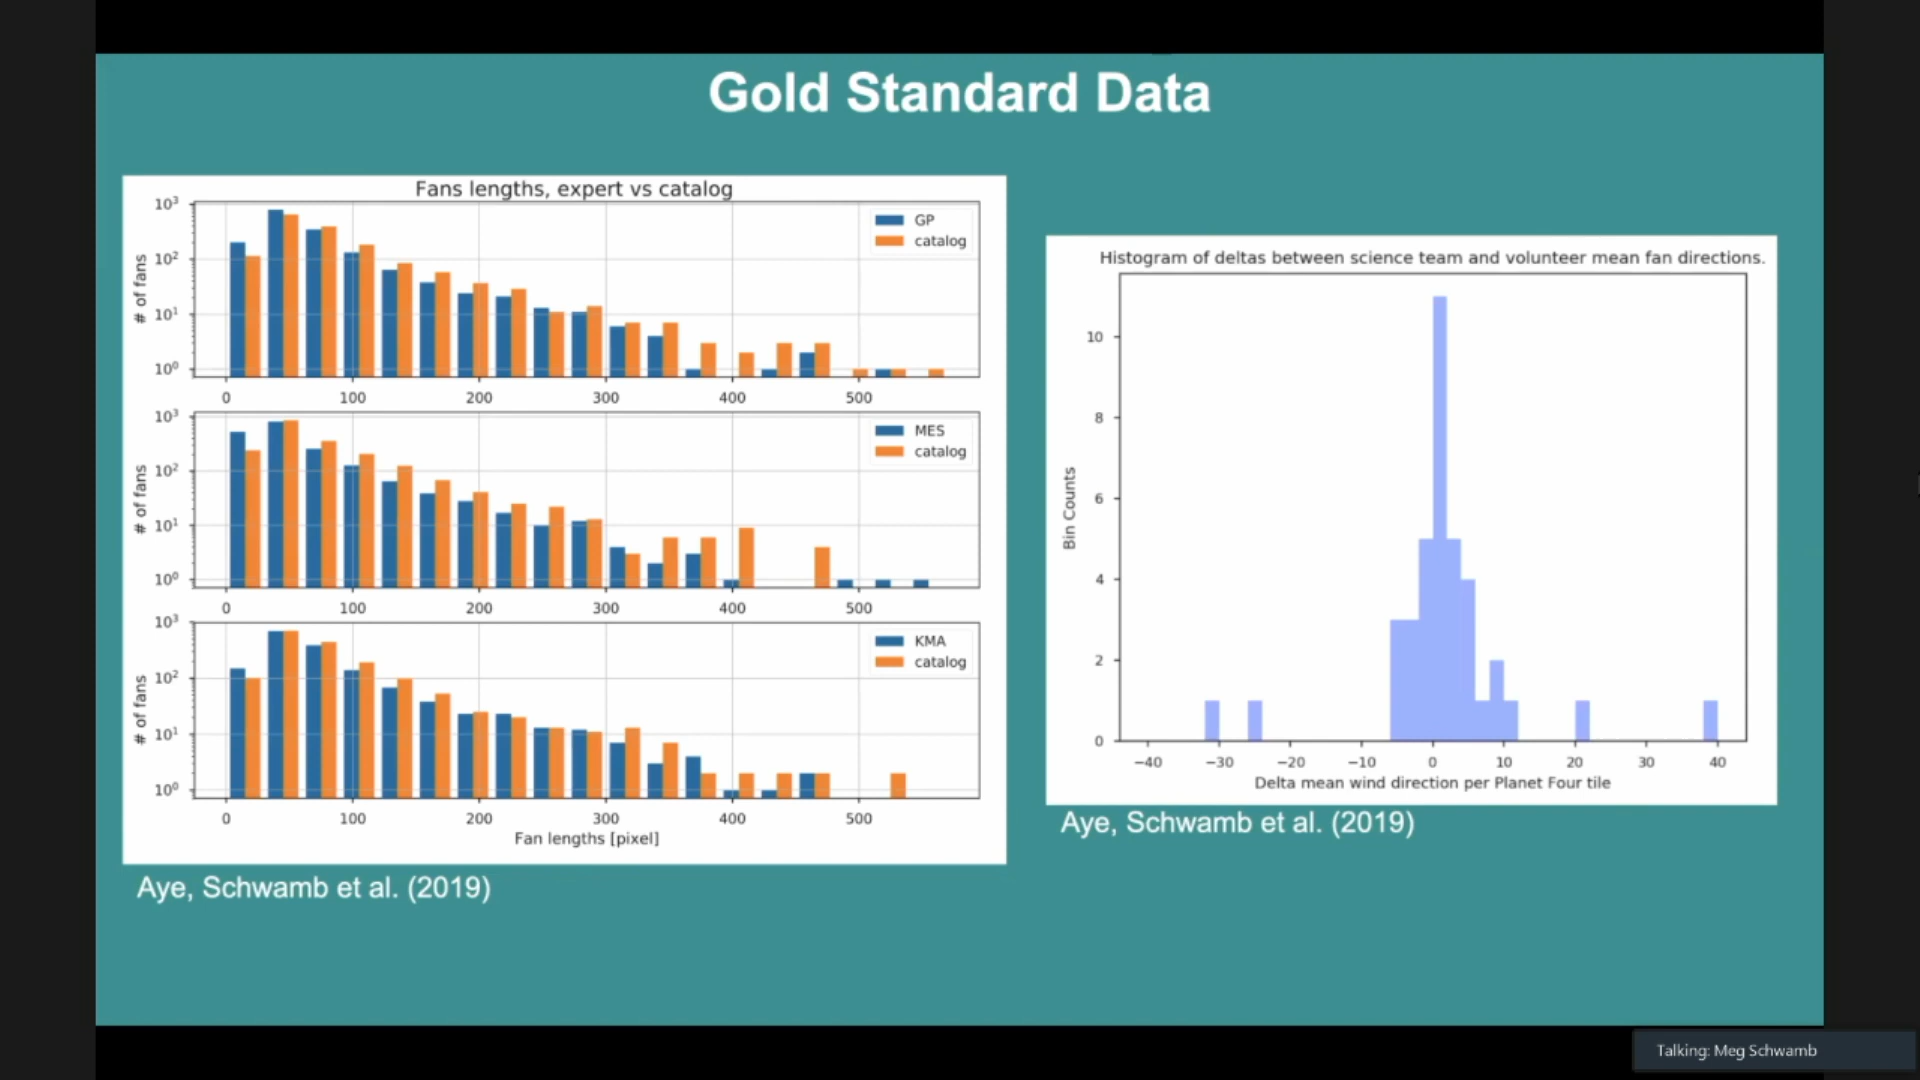 Gold Standard Data
Fans lengths, expert vs catalog
10³
10²
10¹
10⁰
# of fans
GP
catalog
0 100 200 300 400 500
10³
10²
10¹
10⁰
# of fans
MES
catalog
0 100 200 300 400 500
10³
10²
10¹
10⁰
# of fans
KMA
catalog
0 100 200 300 400 500
Fan lengths [pixel]
Aye, Schwamb et al. (2019)
Histogram of deltas between science team and volunteer mean fan directions.
10
8
6
4
2
0
Bin Counts
−40 −30 −20 −10 0 10 20 30 40
Delta mean wind direction per Planet Four tile
Aye, Schwamb et al. (2019)
Talking: Meg Schwamb